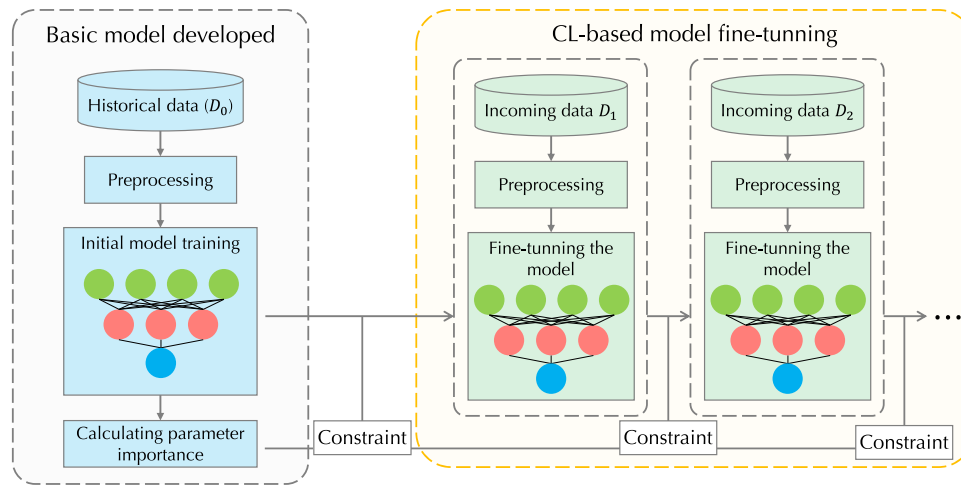 Basic model developed
Historical data (D₀)
Preprocessing
Initial model training
Calculating parameter
importance
CL-based model fine-tunning
Incoming data D₁
Preprocessing
Fine-tunning the
model
Incoming data D₂
Preprocessing
Fine-tunning the
model
...
Constraint
Constraint
Constraint